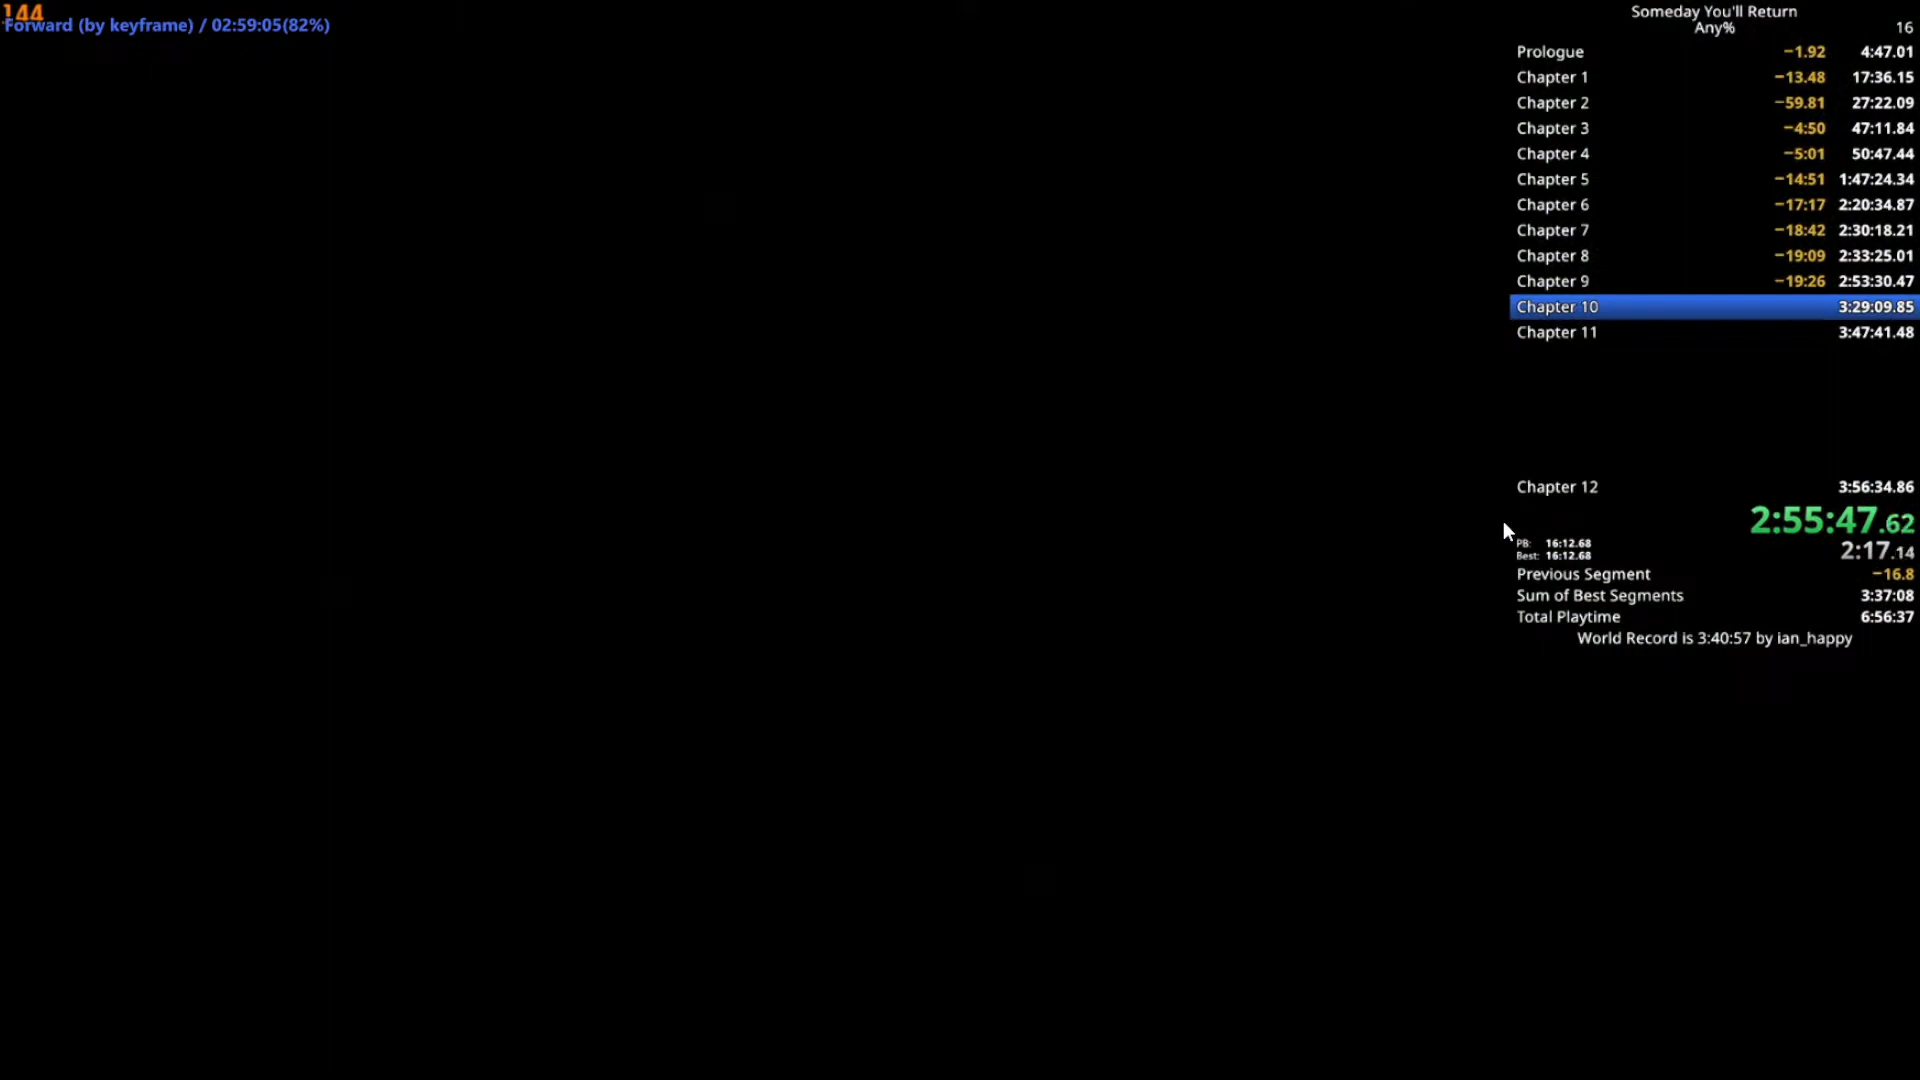 144
Forward (by keyframe) / 02:59:05(82%)
Someday You'll Return
Any% 16
Prologue −1.92 4:47.01
Chapter 1 −13.48 17:36.15
Chapter 2 −59.81 27:22.09
Chapter 3 −4:50 47:11.84
Chapter 4 −5:01 50:47.44
Chapter 5 −14:51 1:47:24.34
Chapter 6 −17:17 2:20:34.87
Chapter 7 −18:42 2:30:18.21
Chapter 8 −19:09 2:33:25.01
Chapter 9 −19:26 2:53:30.47
Chapter 10 3:29:09.85
Chapter 11 3:47:41.48
Chapter 12 3:56:34.86
2:55:47.62
PB: 16:12.68
Best: 16:12.68
2:17.14
Previous Segment −16.8
Sum of Best Segments 3:37:08
Total Playtime 6:56:37
World Record is 3:40:57 by ian_happy